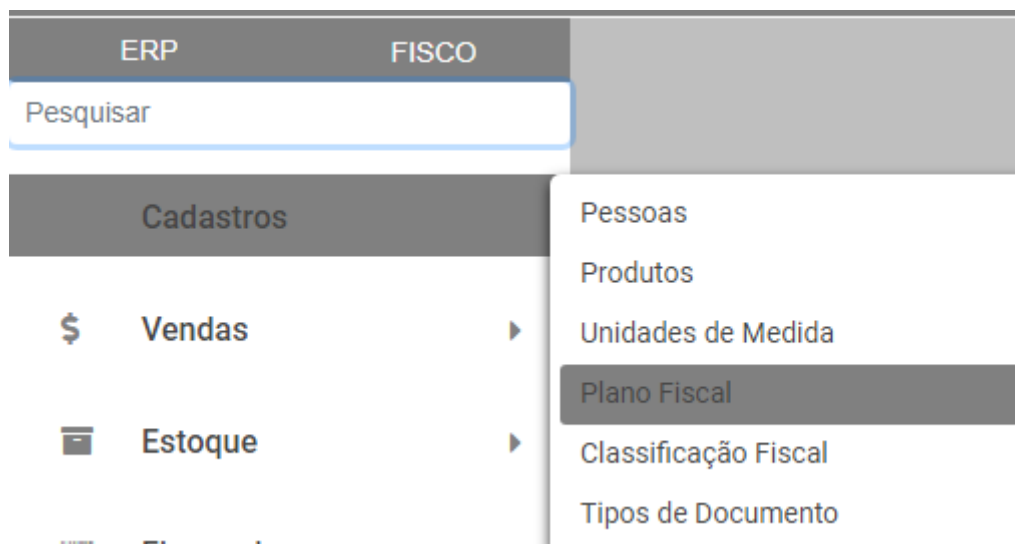 ERP FISCO
Pesquisar
Cadastros
Vendas
Estoque
Pessoas
Produtos
Unidades de Medida
Plano Fiscal
Classificação Fiscal
Tipos de Documento